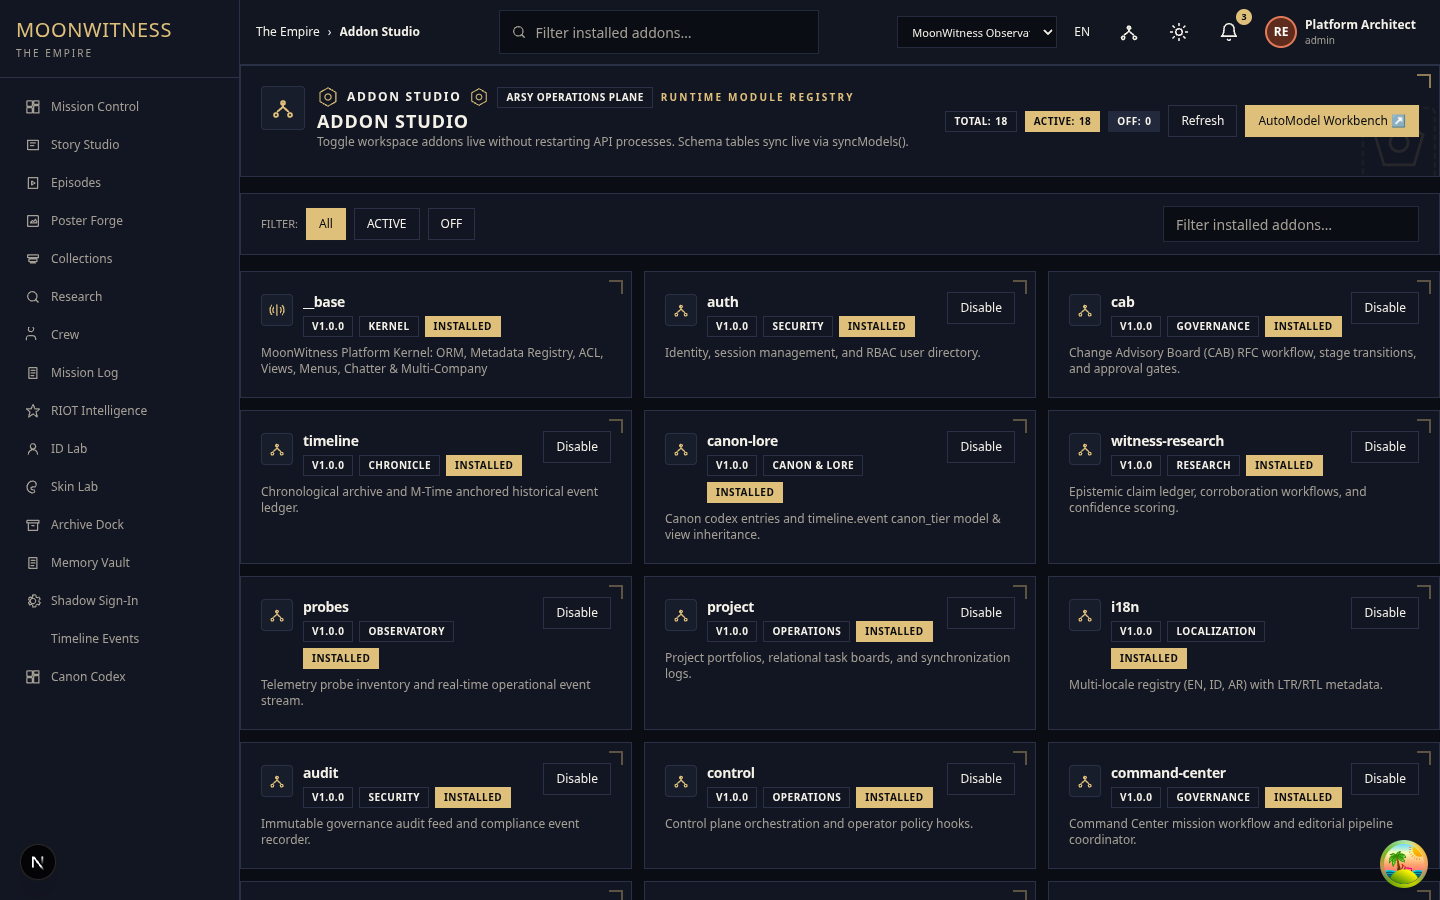 MOONWITNESS
THE EMPIRE
Mission Control
Story Studio
Episodes
Poster Forge
Collections
Research
Crew
Mission Log
RIOT Intelligence
ID Lab
Skin Lab
Archive Dock
Memory Vault
Shadow Sign-In
Timeline Events
Canon Codex
N
The Empire › Addon Studio
Filter installed addons...
MoonWitness Observa
EN
3
RE
Platform Architect
admin
ADDON STUDIO ARSY OPERATIONS PLANE RUNTIME MODULE REGISTRY
ADDON STUDIO
Toggle workspace addons live without restarting API processes. Schema tables sync live via syncModels().
TOTAL: 18 ACTIVE: 18 OFF: 0 Refresh AutoModel Workbench ↗
FILTER: All ACTIVE OFF
Filter installed addons...
__base
V1.0.0 KERNEL INSTALLED
MoonWitness Platform Kernel: ORM, Metadata Registry, ACL,
Views, Menus, Chatter & Multi-Company
auth
Disable
V1.0.0 SECURITY INSTALLED
Identity, session management, and RBAC user directory.
cab
Disable
V1.0.0 GOVERNANCE INSTALLED
Change Advisory Board (CAB) RFC workflow, stage transitions,
and approval gates.
timeline
Disable
V1.0.0 CHRONICLE INSTALLED
Chronological archive and M-Time anchored historical event
ledger.
canon-lore
Disable
V1.0.0 CANON & LORE
INSTALLED
Canon codex entries and timeline.event canon_tier model &
view inheritance.
witness-research
Disable
V1.0.0 RESEARCH INSTALLED
Epistemic claim ledger, corroboration workflows, and
confidence scoring.
probes
Disable
V1.0.0 OBSERVATORY
INSTALLED
Telemetry probe inventory and real-time operational event
stream.
project
Disable
V1.0.0 OPERATIONS INSTALLED
Project portfolios, relational task boards, and synchronization
logs.
i18n
Disable
V1.0.0 LOCALIZATION
INSTALLED
Multi-locale registry (EN, ID, AR) with LTR/RTL metadata.
audit
Disable
V1.0.0 SECURITY INSTALLED
Immutable governance audit feed and compliance event
recorder.
control
Disable
V1.0.0 OPERATIONS INSTALLED
Control plane orchestration and operator policy hooks.
command-center
Disable
V1.0.0 GOVERNANCE INSTALLED
Command Center mission workflow and editorial pipeline
coordinator.